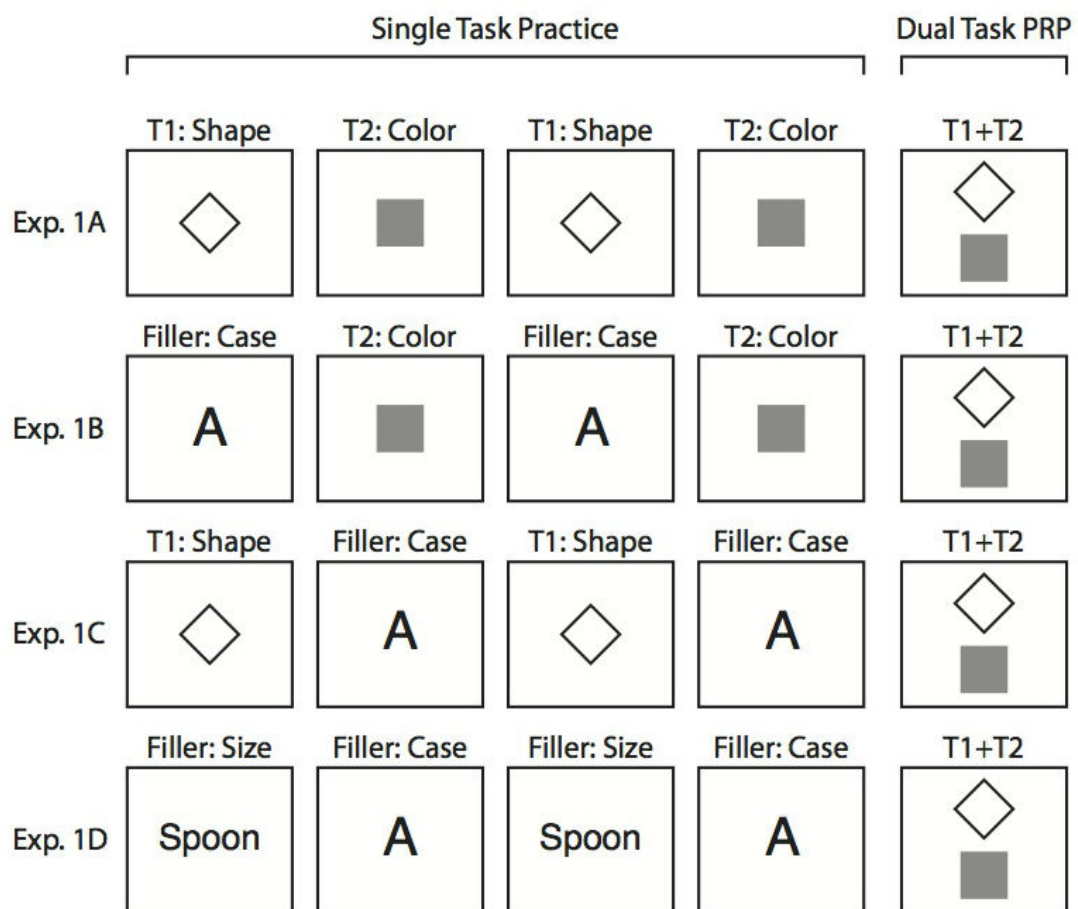 Single Task Practice Dual Task PRP
T1: Shape T2: Color T1: Shape T2: Color T1+T2
Exp. 1A
Filler: Case T2: Color Filler: Case T2: Color T1+T2
Exp. 1B A A
T1: Shape Filler: Case T1: Shape Filler: Case T1+T2
Exp. 1C A A
Filler: Size Filler: Case Filler: Size Filler: Case T1+T2
Exp. 1D Spoon A Spoon A